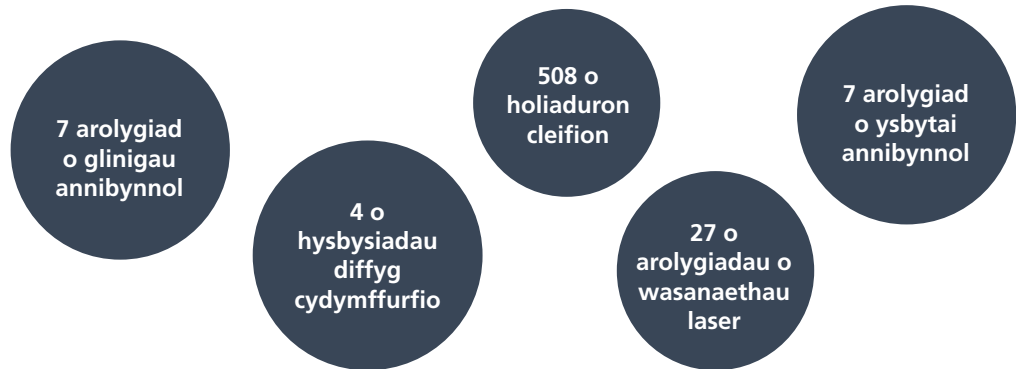 7 arolygiad
o glinigau
annibynnol
4 o
hysbysiadau
diffyg
cydymffurfio
508 o
holiaduron
cleifion
27 o
arolygiadau o
wasanaethau
laser
7 arolygiad
o ysbytai
annibynnol